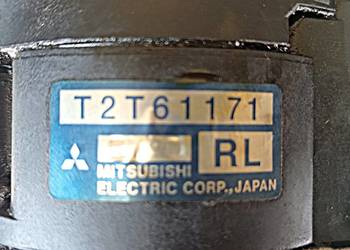 T2T61171
RL
MITSUBISHI
ELECTRIC CORP., JAPAN